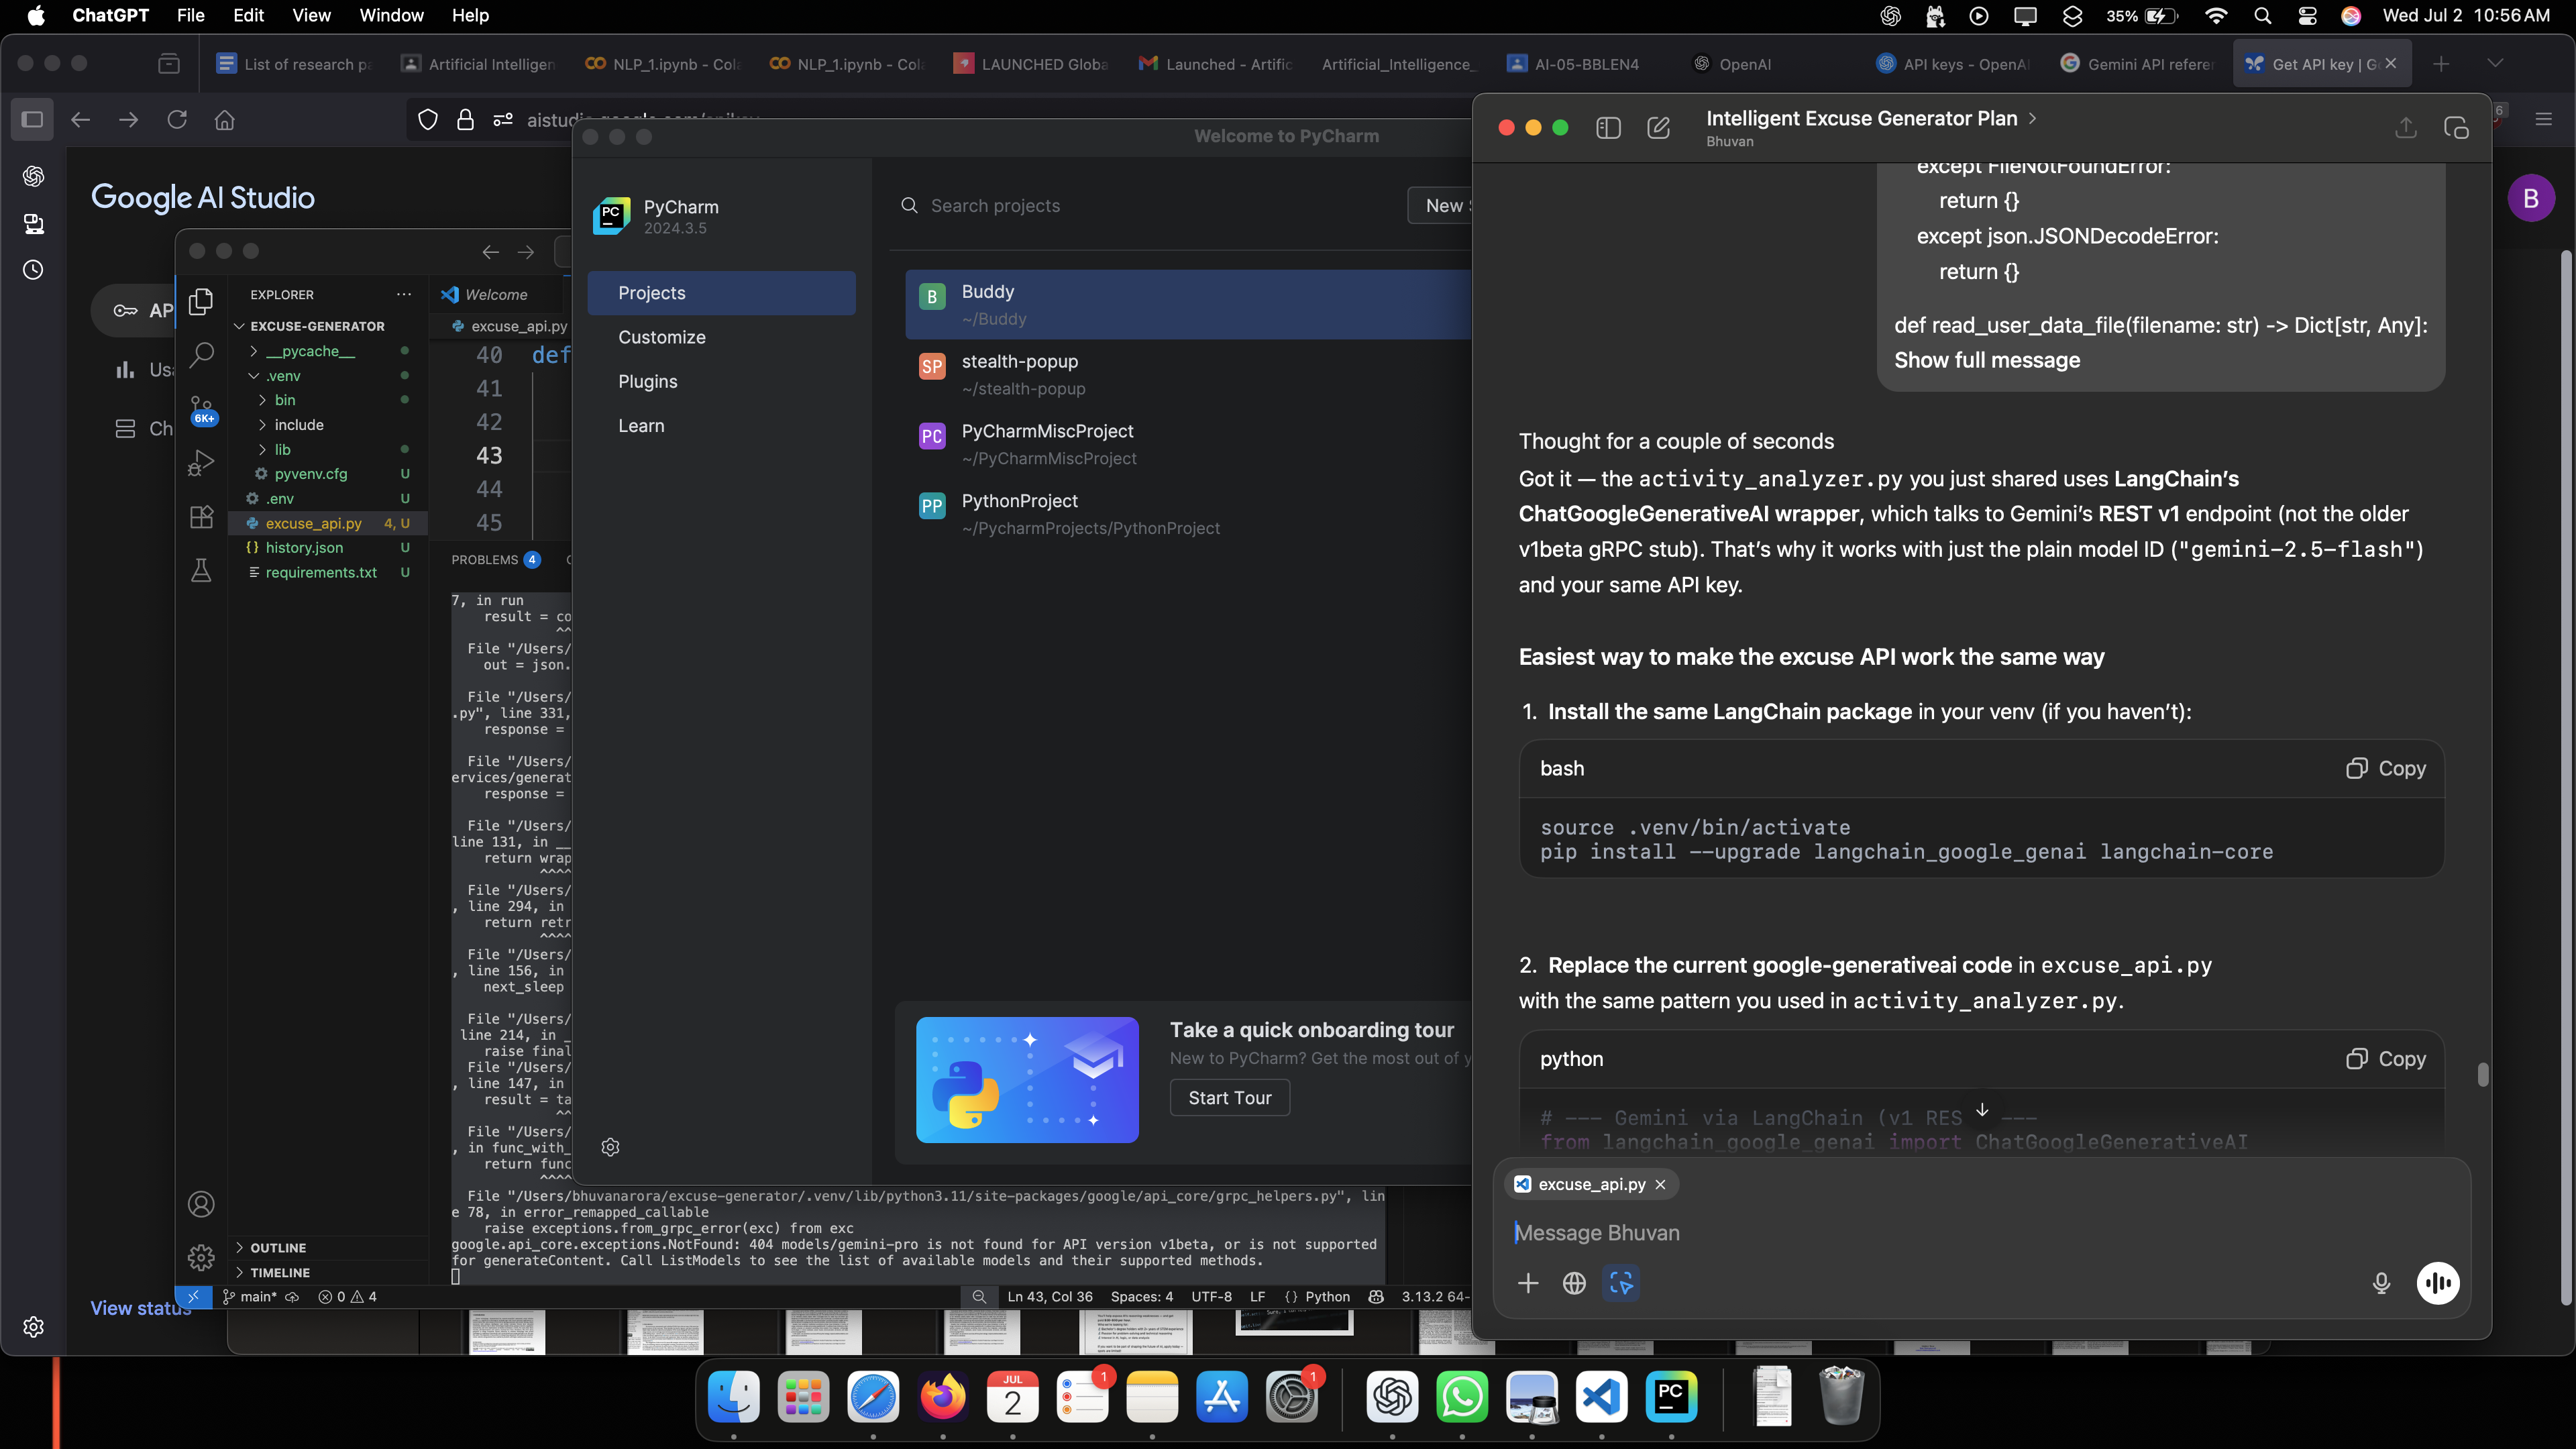 ChatGPT File Edit View Window Help
35% Wed Jul 2 10:56 AM
List of research pa
Artificial Intelligen
NLP_1.ipynb - Cola
NLP_1.ipynb - Cola
LAUNCHED Globa
Launched - Artific
Artificial_Intelligence_
AI-05-BBLEN4
OpenAI
API keys - OpenAI
Gemini API referen
Get API key | G
6
Google AI Studio
API
Usa
Ch
View status
B
EXPLORER
EXCUSE-GENERATOR
__pycache__
.venv
bin
include
lib
pyvenv.cfg U
.env U
excuse_api.py 4, U
history.json U
requirements.txt U
6K+
OUTLINE
TIMELINE
Welcome
excuse_api.py
40 def
41
42
43
44
45
PROBLEMS 4
7, in run
result = co
^^
File "/Users/
out = json.
File "/Users/
.py", line 331,
response =
File "/Users/
ervices/generat
response =
File "/Users/
line 131, in __
return wrap
^^^^
File "/Users/
, line 294, in
return retr
^^^^
File "/Users/
, line 156, in
next_sleep
File "/Users/
line 214, in _
raise final
File "/Users/
, line 147, in
result = ta
^^
File "/Users/
, in func_with_
return func
^^^^
File "/Users/bhuvanarora/excuse-generator/.venv/lib/python3.11/site-packages/google/api_core/grpc_helpers.py", lin
e 78, in error_remapped_callable
raise exceptions.from_grpc_error(exc) from exc
google.api_core.exceptions.NotFound: 404 models/gemini-pro is not found for API version v1beta, or is not supported
for generateContent. Call ListModels to see the list of available models and their supported methods.
main* 0 4
Ln 43, Col 36 Spaces: 4 UTF-8 LF {} Python 3.13.2 64-
Welcome to PyCharm
PC
PyCharm
2024.3.5
Projects
Customize
Plugins
Learn
Search projects
New
B
Buddy
~/Buddy
SP
stealth-popup
~/stealth-popup
PC
PyCharmMiscProject
~/PyCharmMiscProject
PP
PythonProject
~/PycharmProjects/PythonProject
Take a quick onboarding tour
New to PyCharm? Get the most out of y
Start Tour
Intelligent Excuse Generator Plan
Bhuvan
except FileNotFoundError:
return {}
except json.JSONDecodeError:
return {}
def read_user_data_file(filename: str) -> Dict[str, Any]:
Show full message
Thought for a couple of seconds
Got it — the activity_analyzer.py you just shared uses LangChain’s
ChatGoogleGenerativeAI wrapper, which talks to Gemini’s REST v1 endpoint (not the older
v1beta gRPC stub). That’s why it works with just the plain model ID ("gemini-2.5-flash")
and your same API key.
Easiest way to make the excuse API work the same way
1. Install the same LangChain package in your venv (if you haven’t):
bash
Copy
source .venv/bin/activate
pip install --upgrade langchain_google_genai langchain-core
2. Replace the current google-generativeai code in excuse_api.py
with the same pattern you used in activity_analyzer.py.
python
Copy
# --- Gemini via LangChain (v1 RES ---
from langchain_google_genai import ChatGoogleGenerativeAI
excuse_api.py
Message Bhuvan
JUL
2
1
1
PC